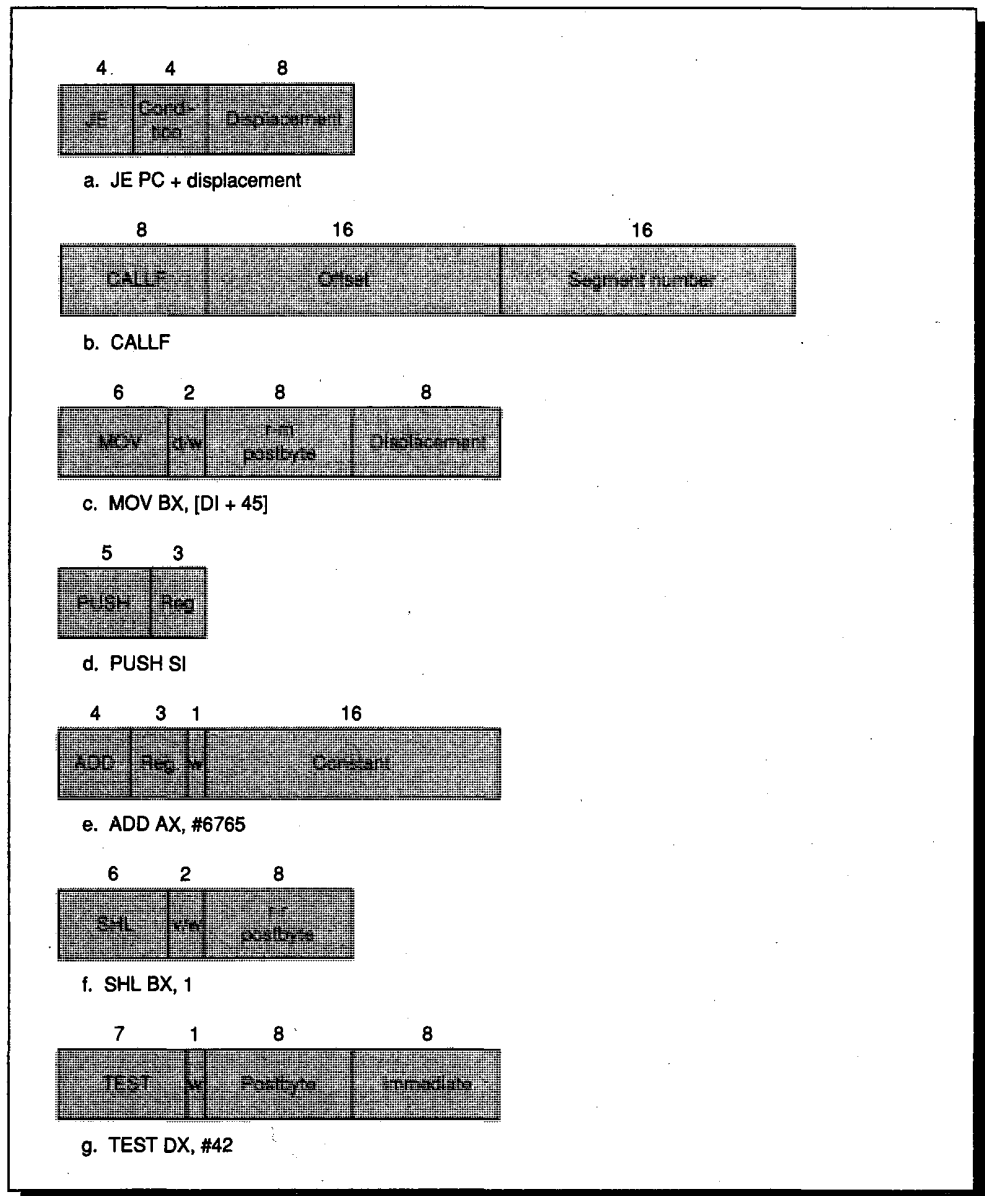 4 4 8
JE Condi- Displacement
tion
a. JE PC + displacement
8 16 16
CALLF Offset Segment number
b. CALLF
6 2 8 8
MOV d/w r-m Displacement
postbyte
c. MOV BX, [DI + 45]
5 3
PUSH Reg
d. PUSH SI
4 3 1 16
ADD Reg w Constant
e. ADD AX, #6765
6 2 8
SHL v/w r-r
postbyte
f. SHL BX, 1
7 1 8 8
TEST w Postbyte Immediate
g. TEST DX, #42